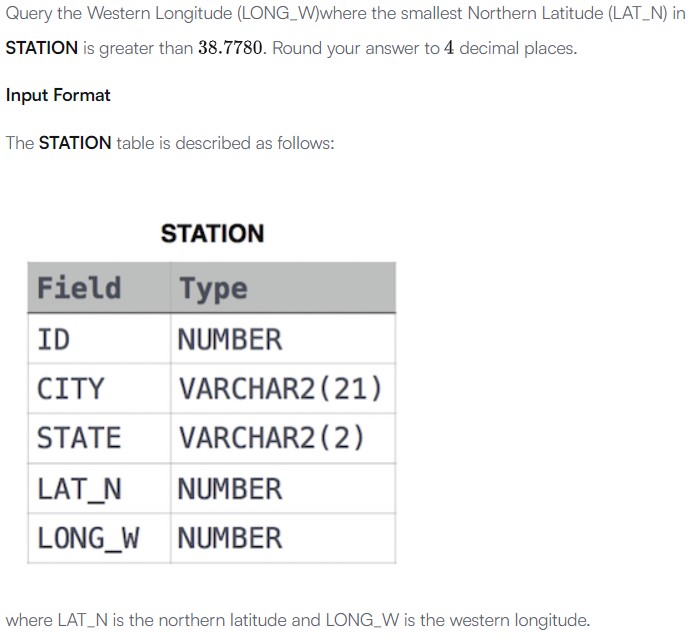 Query the Western Longitude (LONG_W)where the smallest Northern Latitude (LAT_N) in
STATION is greater than 38.7780. Round your answer to 4 decimal places.
Input Format
The STATION table is described as follows:
STATION
Field Type
ID NUMBER
CITY VARCHAR2(21)
STATE VARCHAR2(2)
LAT_N NUMBER
LONG_W NUMBER
where LAT_N is the northern latitude and LONG_W is the western longitude.